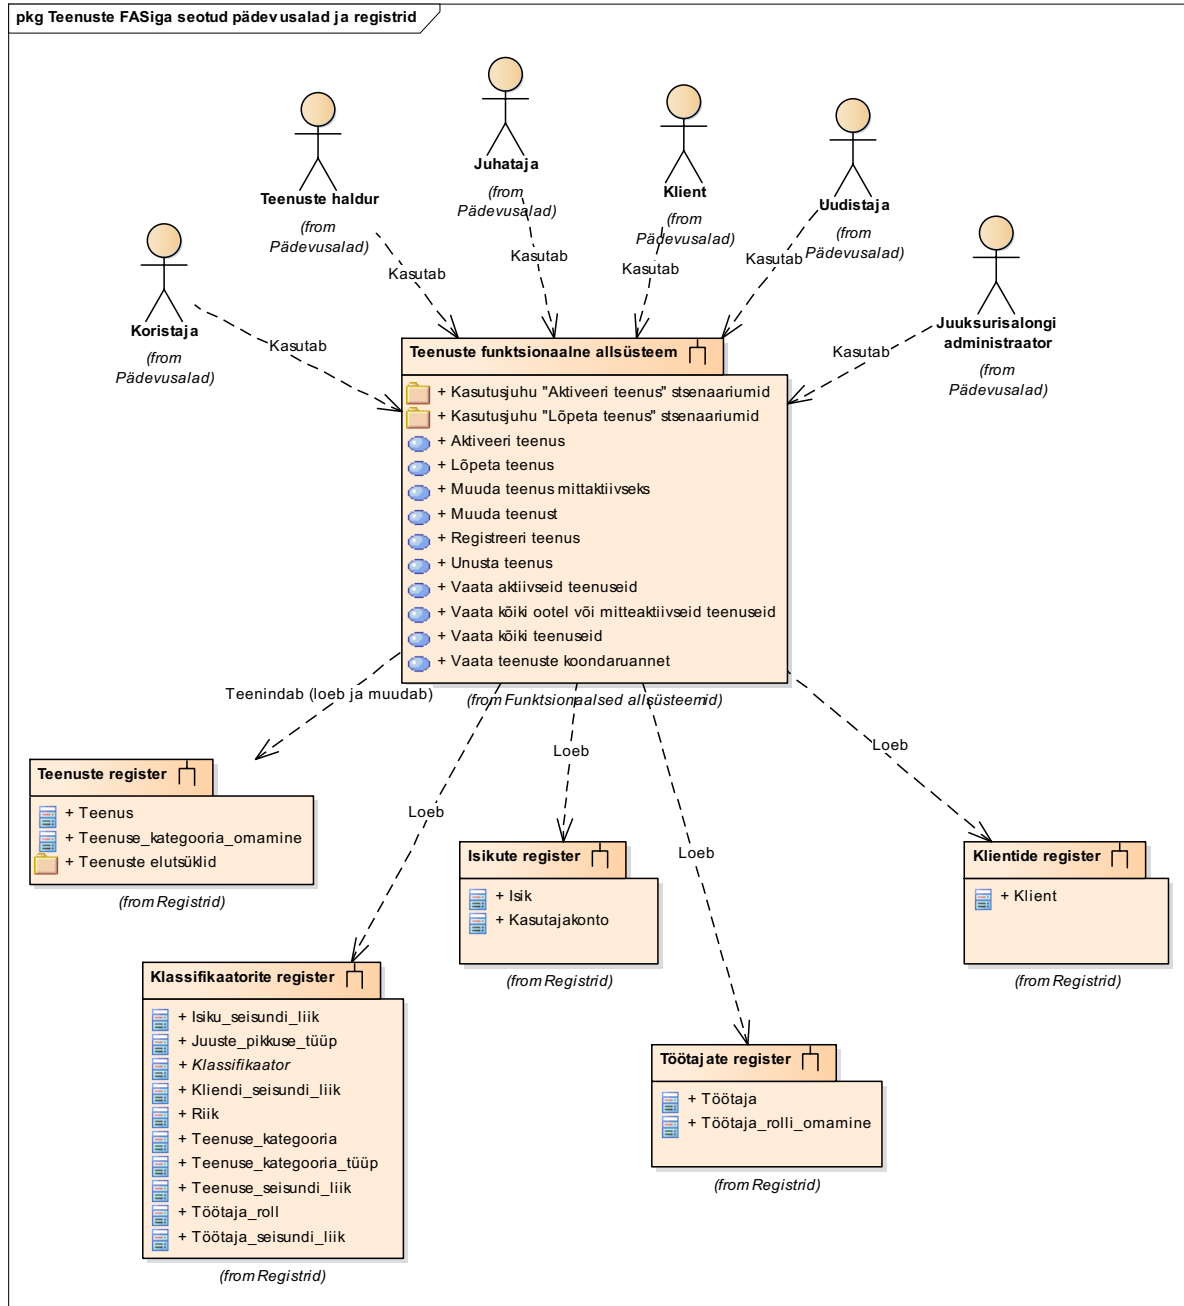 pkg Teenuste FASiga seotud pädevusalad ja registrid
Juhataja
(from
Pädevusalad)
Teenuste haldur
(from
Pädevusalad)
Klient
(from
Pädevusalad)
Uudistaja
(from
Pädevusalad)
Koristaja
(from
Pädevusalad)
Juuksurisalongi
administraator
(from
Pädevusalad)
Kasutab
Kasutab
Kasutab
Kasutab
Kasutab
Kasutab
Teenuste funktsionaalne allsüsteem
+ Kasutusjuhu "Aktiveeri teenus" stsenaariumid
+ Kasutusjuhu "Lõpeta teenus" stsenaariumid
+ Aktiveeri teenus
+ Lõpeta teenus
+ Muuda teenus mittaktiivseks
+ Muuda teenust
+ Registreeri teenus
+ Unusta teenus
+ Vaata aktiivseid teenuseid
+ Vaata kõiki ootel või mitteaktiivseid teenuseid
+ Vaata kõiki teenuseid
+ Vaata teenuste koondaruannet
(from Funktsionaalsed allsüsteemid)
Teenindab (loeb ja muudab)
Loeb
Loeb
Loeb
Loeb
Teenuste register
+ Teenus
+ Teenuse_kategooria_omamine
+ Teenuste elutsüklid
(from Registrid)
Isikute register
+ Isik
+ Kasutajakonto
(from Registrid)
Klientide register
+ Klient
(from Registrid)
Klassifikaatorite register
+ Isiku_seisundi_liik
+ Juuste_pikkuse_tüüp
+ Klassifikaator
+ Kliendi_seisundi_liik
+ Riik
+ Teenuse_kategooria
+ Teenuse_kategooria_tüüp
+ Teenuse_seisundi_liik
+ Töötaja_roll
+ Töötaja_seisundi_liik
(from Registrid)
Töötajate register
+ Töötaja
+ Töötaja_rolli_omamine
(from Registrid)